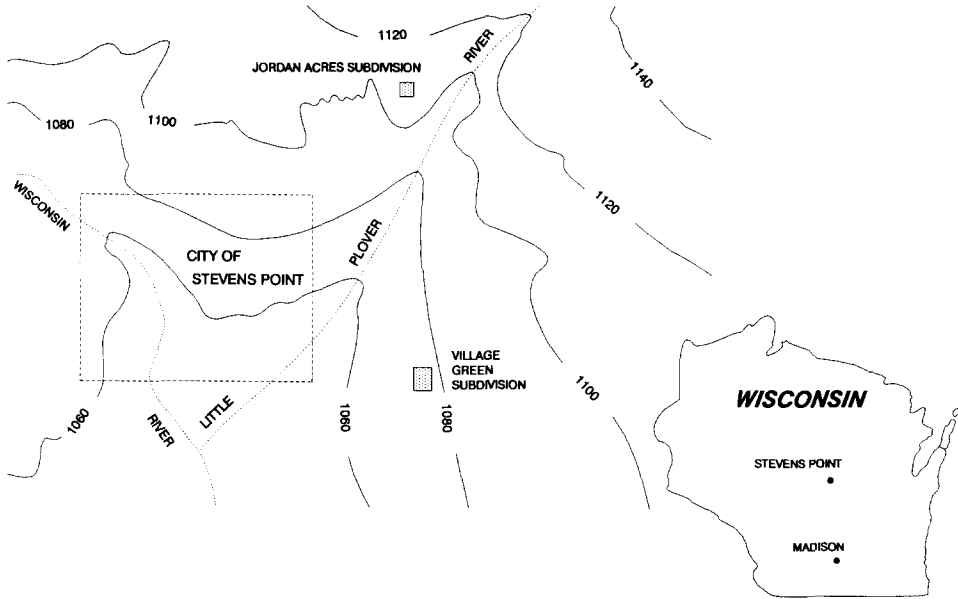 1120
RIVER
JORDAN ACRES SUBDIVISION
1140
1080
1100
WISCONSIN
1120
CITY OF
STEVENS POINT
PLOVER
VILLAGE
GREEN
SUBDIVISION
1100
1060
RIVER
LITTLE
1060
1080
WISCONSIN
STEVENS POINT
MADISON